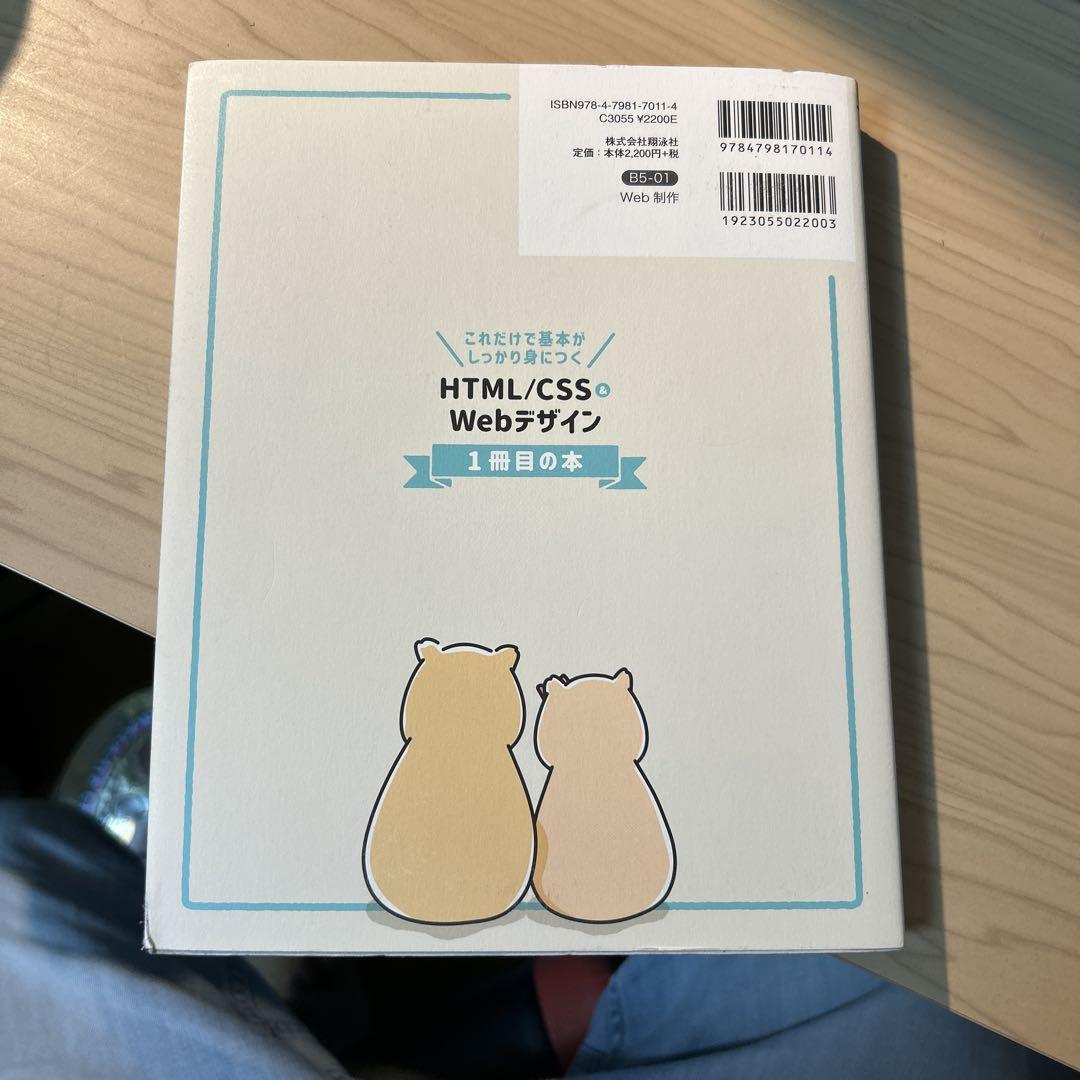 ISBN978-4-7981-7011-4
C3055 ¥2200E
株式会社翔泳社
定価：本体2,200円+税
B5-01
Web 制作
9784798170114
1923055022003
これだけで基本が
しっかり身につく
HTML/CSS &
Webデザイン
1冊目の本